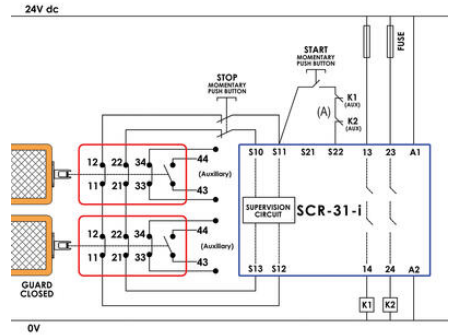 24V dc
START
MOMENTARY
PUSH BUTTON
FUSE
STOP
MOMENTARY
PUSH BUTTON
K1
(AUX)
(A)
K2
(AUX)
12 22 34 44
(Auxiliary)
11 21 33 43
S10 S11 S21 S22 13 23 A1
SUPERVISION
CIRCUIT
SCR-31-i
12 22 34 44
(Auxiliary)
11 21 33 43
S13 S12 14 24 A2
GUARD
CLOSED
K1 K2
0V